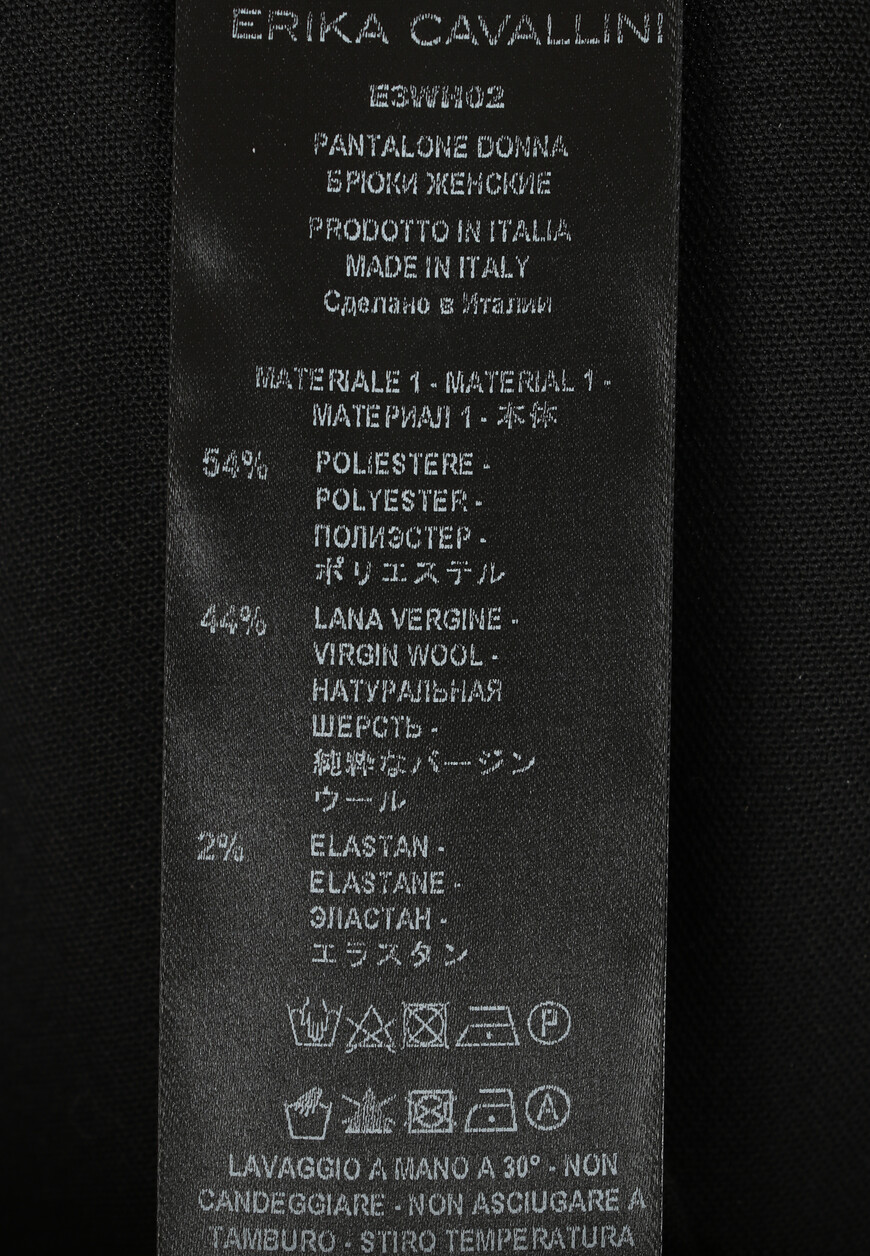 ERIKA CAVALLINI
E3WH02
PANTALONE DONNA
БРЮКИ ЖЕНСКИЕ
PRODOTTO IN ITALIA
MADE IN ITALY
Сделано в Италии
MATERIALE 1 - MATERIAL 1 -
МАТЕРИАЛ 1 - 本体
54% POLIESTERE -
POLYESTER -
ПОЛИЭСТЕР -
ポリエステル
44% LANA VERGINE -
VIRGIN WOOL -
НАТУРАЛЬНАЯ
ШЕРСТЬ -
純粋なバージン
ウール
2% ELASTAN -
ELASTANE -
ЭЛАСТАН -
エラスタン
P
A
LAVAGGIO A MANO A 30° - NON
CANDEGGIARE - NON ASCIUGARE A
TAMBURO - STIRO TEMPERATURA